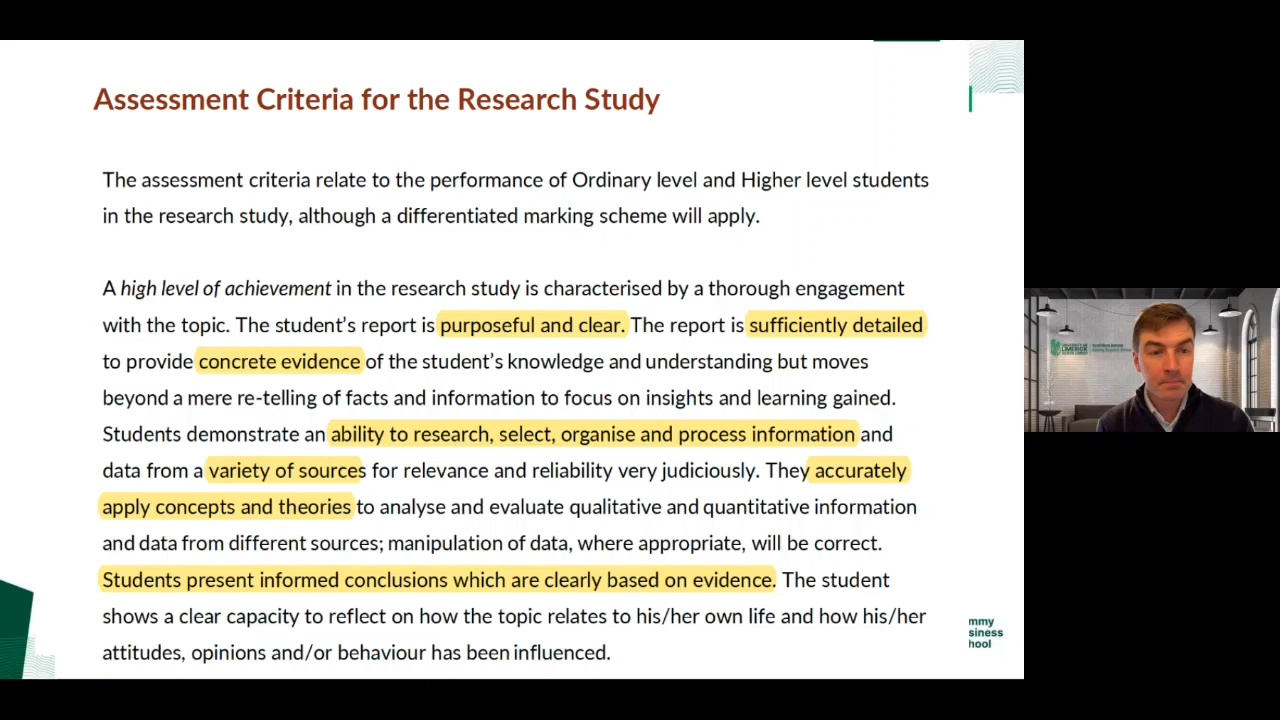 Assessment Criteria for the Research Study
The assessment criteria relate to the performance of Ordinary level and Higher level students
in the research study, although a differentiated marking scheme will apply.
A high level of achievement in the research study is characterised by a thorough engagement
with the topic. The student's report is purposeful and clear. The report is sufficiently detailed
to provide concrete evidence of the student's knowledge and understanding but moves
beyond a mere re-telling of facts and information to focus on insights and learning gained.
Students demonstrate an ability to research, select, organise and process information and
data from a variety of sources for relevance and reliability very judiciously. They accurately
apply concepts and theories to analyse and evaluate qualitative and quantitative information
and data from different sources; manipulation of data, where appropriate, will be correct.
Students present informed conclusions which are clearly based on evidence. The student
shows a clear capacity to reflect on how the topic relates to his/her own life and how his/her
attitudes, opinions and/or behaviour has been influenced.
mmy
siness
hool
LIMERICK